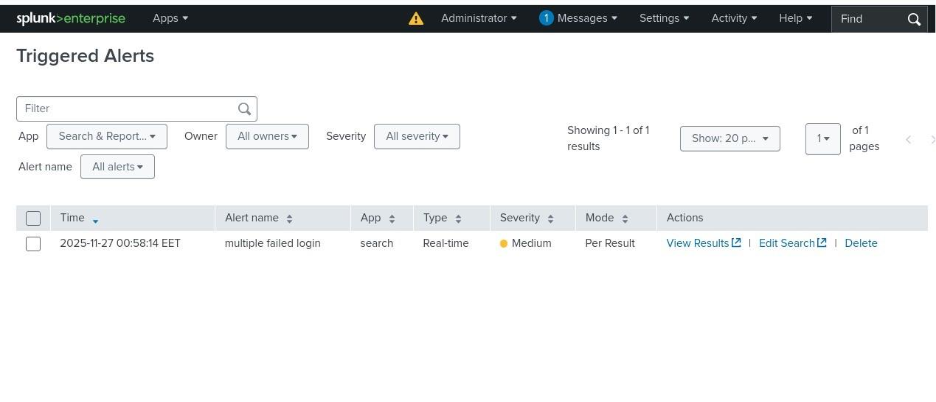 splunk>enterprise Apps Administrator 1 Messages Settings Activity Help Find
Triggered Alerts
Filter
App Search & Report... Owner All owners Severity All severity Showing 1 - 1 of 1 results Show: 20 p... 1 of 1 pages
Alert name All alerts
Time Alert name App Type Severity Mode Actions
2025-11-27 00:58:14 EET multiple failed login search Real-time Medium Per Result View Results | Edit Search | Delete